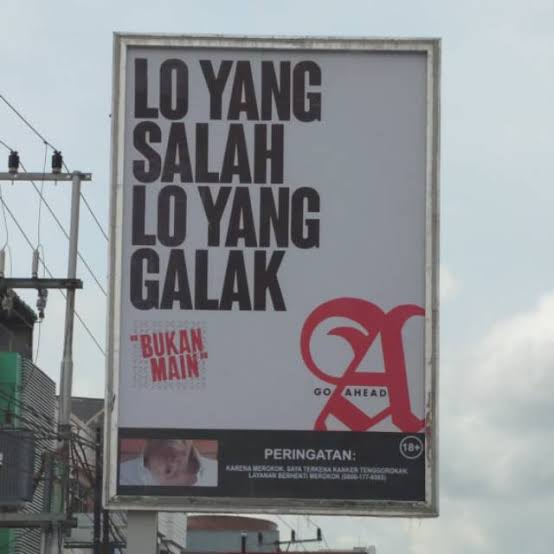 LO YANG
SALAH
LO YANG
GALAK
"BUKAN
MAIN"
A
GO AHEAD
18+
PERINGATAN:
KARENA MEROKOK, SAYA TERKENA KANKER TENGGOROKAN.
LAYANAN BERHENTI MEROKOK (0800-177-6565)